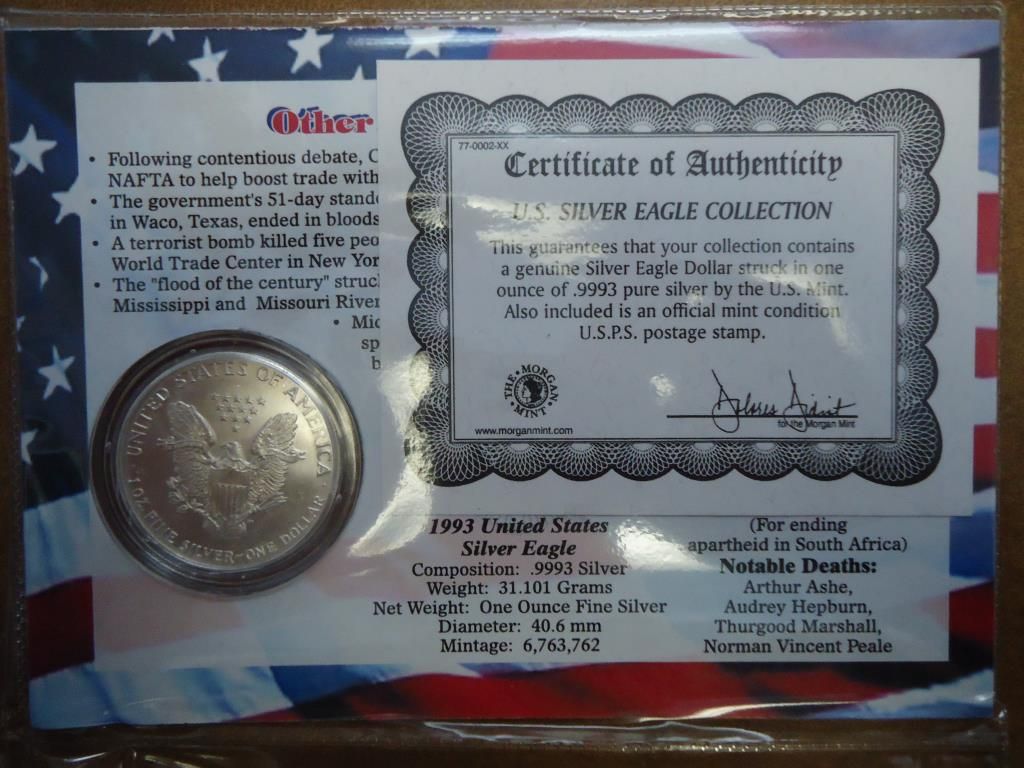 Other
• Following contentious debate, C
NAFTA to help boost trade with
• The government's 51-day stand
in Waco, Texas, ended in bloods
• A terrorist bomb killed five peo
World Trade Center in New Yor
• The "flood of the century" struc
Mississippi and Missouri River
• Mic
sp
b
77-0002-XX
Certificate of Authenticity
U.S. SILVER EAGLE COLLECTION
This guarantees that your collection contains
a genuine Silver Eagle Dollar struck in one
ounce of .9993 pure silver by the U.S. Mint.
Also included is an official mint condition
U.S.P.S. postage stamp.
THE • MORGAN
MINT •
www.morganmint.com
for the Morgan Mint
UNITED STATES OF AMERICA
1 OZ. FINE SILVER~ONE DOLLAR
1993 United States
Silver Eagle
Composition: .9993 Silver
Weight: 31.101 Grams
Net Weight: One Ounce Fine Silver
Diameter: 40.6 mm
Mintage: 6,763,762
(For ending
apartheid in South Africa)
Notable Deaths:
Arthur Ashe,
Audrey Hepburn,
Thurgood Marshall,
Norman Vincent Peale